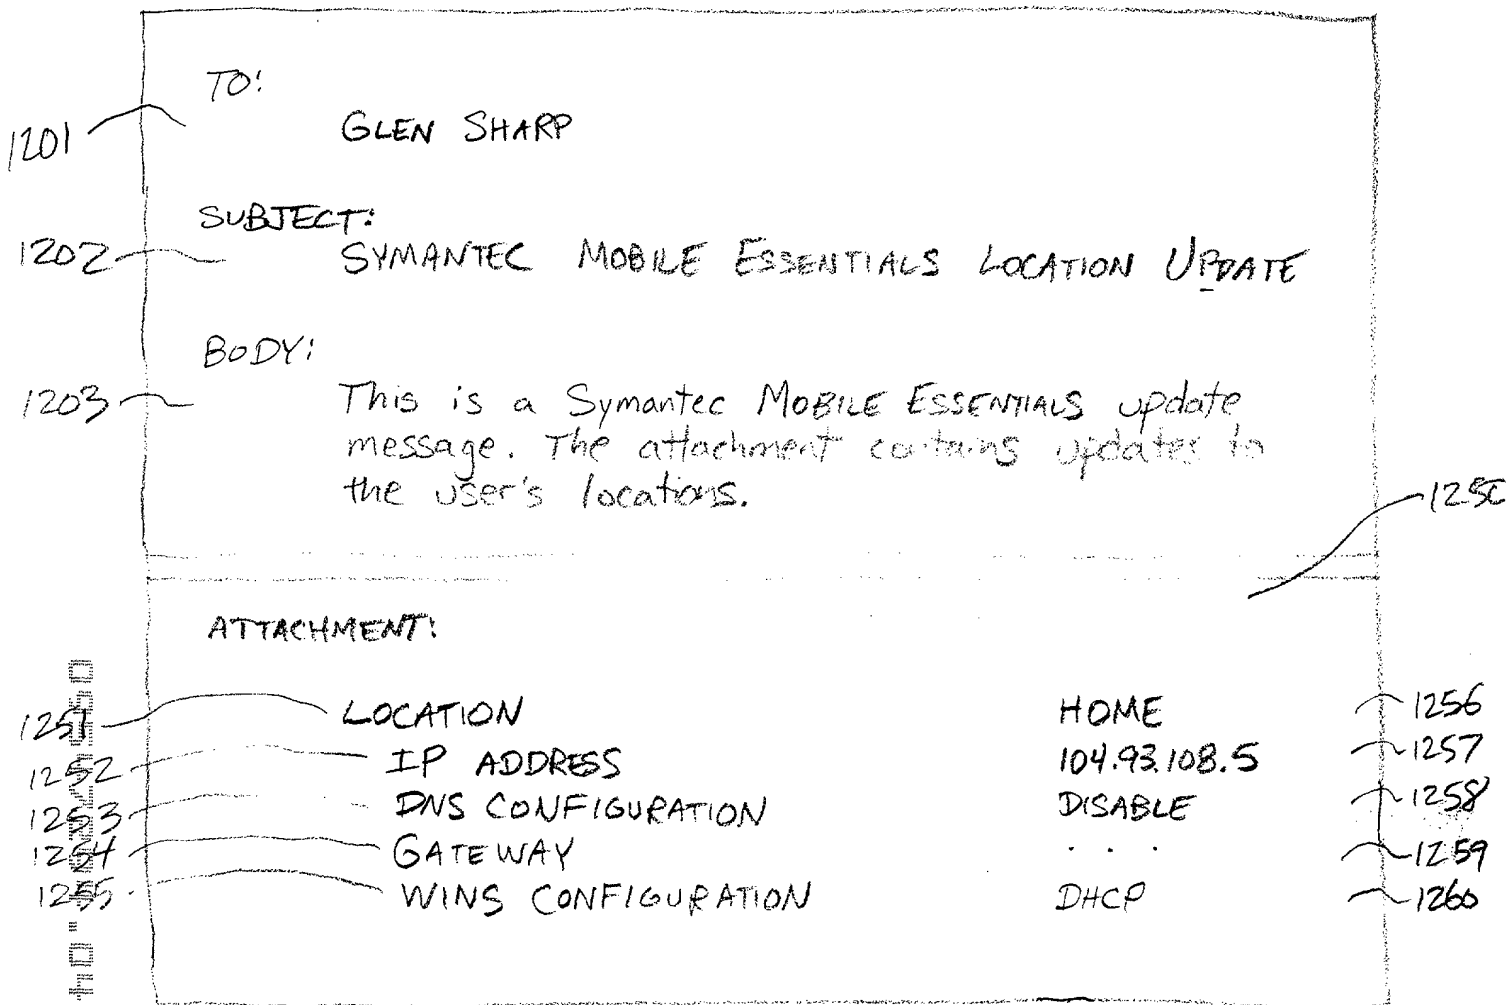 TO:
1201 GLEN SHARP
SUBJECT:
1202 SYMANTEC MOBILE ESSENTIALS LOCATION UPDATE
BODY:
1203 This is a Symantec MOBILE ESSENTIALS update
message. The attachment contains updates to
the user's locations.
1250
ATTACHMENT:
1251 LOCATION HOME 1256
1252 IP ADDRESS 104.93.108.5 1257
1253 DNS CONFIGURATION DISABLE 1258
1254 GATEWAY . . . 1259
1255 WINS CONFIGURATION DHCP 1260